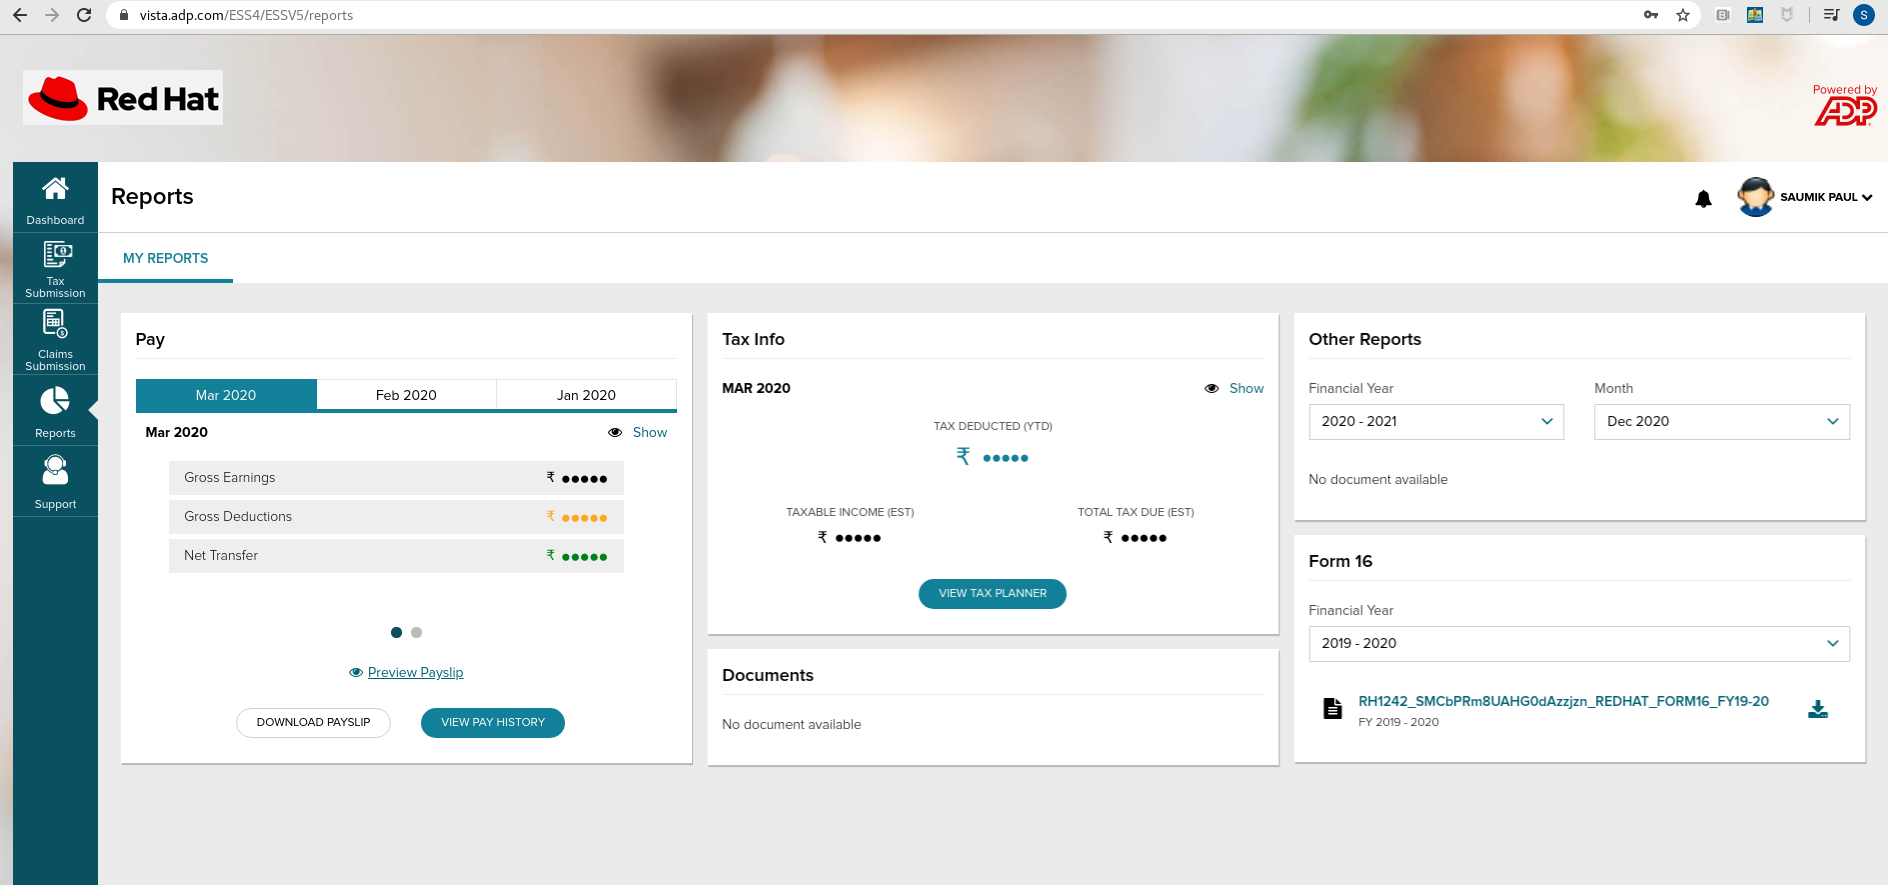 vista.adp.com/ESS4/ESSV5/reports
S
Red Hat
Powered by
ADP
Dashboard
Tax
Submission
Claims
Submission
Reports
Support
Reports
SAUMIK PAUL
MY REPORTS
Pay
Mar 2020
Feb 2020
Jan 2020
Mar 2020
Show
Gross Earnings ₹ ●●●●●
Gross Deductions ₹ ●●●●●
Net Transfer ₹ ●●●●●
Preview Payslip
DOWNLOAD PAYSLIP
VIEW PAY HISTORY
Tax Info
MAR 2020
Show
TAX DEDUCTED (YTD)
₹ ●●●●●
TAXABLE INCOME (EST)
₹ ●●●●●
TOTAL TAX DUE (EST)
₹ ●●●●●
VIEW TAX PLANNER
Documents
No document available
Other Reports
Financial Year
2020 - 2021
Month
Dec 2020
No document available
Form 16
Financial Year
2019 - 2020
RH1242_SMCbPRm8UAHG0dAzzjzn_REDHAT_FORM16_FY19-20
FY 2019 - 2020